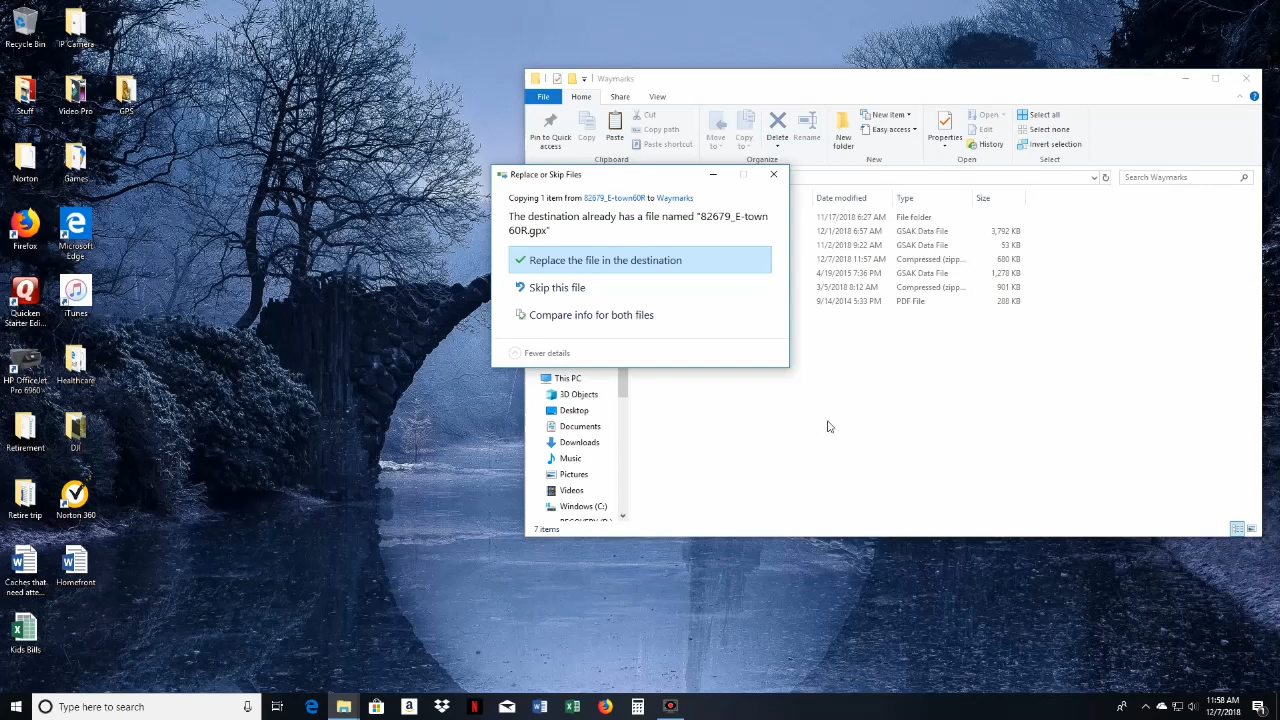 Recycle Bin
IP Camera
Stuff
Video Pro
GPS
Norton
Games
Firefox
Microsoft
Edge
Quicken
Starter Edi...
iTunes
HP OfficeJet
Pro 6960
Healthcare
Retirement
DJI
Retire trip
Norton 360
Caches that
need atte...
Homefront
Kids Bills
Waymarks
File
Home
Share
View
Pin to Quick
access
Copy
Paste
Cut
Copy path
Paste shortcut
Clipboard
Move
to
Copy
to
Delete
Rename
Organize
New
folder
New item
Easy access
New
Properties
Open
Edit
History
Open
Select all
Select none
Invert selection
Select
Search Waymarks
Date modified
Type
Size
11/17/2018 6:27 AM File folder
12/1/2018 6:57 AM GSAK Data File 3,792 KB
11/2/2018 9:22 AM GSAK Data File 53 KB
12/7/2018 11:57 AM Compressed (zipp... 680 KB
4/19/2015 7:36 PM GSAK Data File 1,278 KB
3/5/2018 8:12 AM Compressed (zipp... 901 KB
9/14/2014 5:33 PM PDF File 288 KB
Replace or Skip Files
Copying 1 item from 82679_E-town60R to Waymarks
The destination already has a file named "82679_E-town
60R.gpx"
Replace the file in the destination
Skip this file
Compare info for both files
Fewer details
This PC
3D Objects
Desktop
Documents
Downloads
Music
Pictures
Videos
Windows (C:)
7 items
Type here to search
11:58 AM
12/7/2018